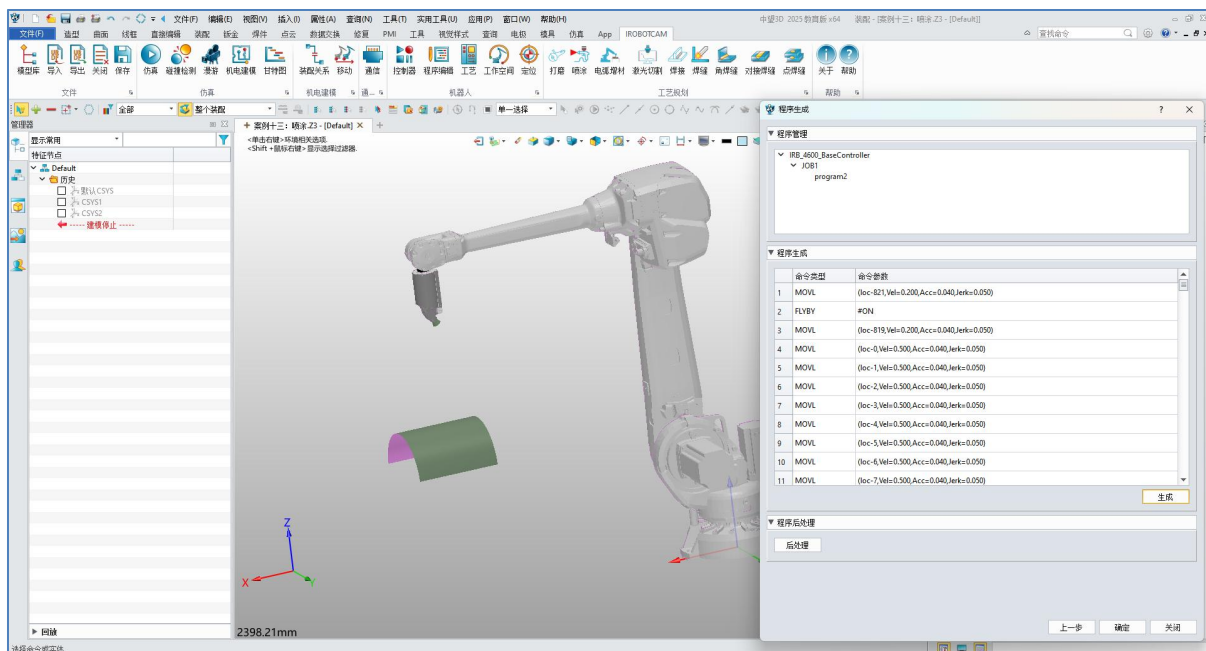 文件(F) 编辑(E) 视图(V) 插入(I) 属性(A) 查询(N) 工具(T) 实用工具(U) 应用(P) 窗口(W) 帮助(H) 中望3D 2025 教育版 x64 装配 - [案例十三：喷涂.Z3 - [Default]]
文件(F) 造型 曲面 线框 直接编辑 装配 钣金 焊件 点云 数据交换 修复 PMI 工具 视觉样式 查询 电极 模具 仿真 App IROBOTCAM 查找命令
模型库 导入 导出 关闭 保存 仿真 碰撞检测 漫游 机电建模 甘特图 装配关系 移动 通信 控制器 程序编辑 工艺 工作空间 定位 打磨 喷涂 电弧增材 激光切割 焊接 焊缝 角焊缝 对接焊缝 点焊缝 关于 帮助
文件 仿真 机电建模 通... 机器人 工艺规划 帮助
全部 整个装配 单一选择
管理器
案例十三：喷涂.Z3 - [Default]
显示常用
<单击右键>环境相关选项.
<Shift +鼠标右键>显示选择过滤器.
特征节点
Default
历史
默认CSYS
CSYS1
CSYS2
----- 建模停止 -----
Z
X
Y
2398.21mm
回放
选择命令或实体
程序生成
程序管理
IRB_4600_BaseController
JOB1
program2
程序生成
命令类型 命令参数
1 MOVL (loc-821,Vel=0.200,Acc=0.040,Jerk=0.050)
2 FLYBY #ON
3 MOVL (loc-819,Vel=0.200,Acc=0.040,Jerk=0.050)
4 MOVL (loc-0,Vel=0.500,Acc=0.040,Jerk=0.050)
5 MOVL (loc-1,Vel=0.500,Acc=0.040,Jerk=0.050)
6 MOVL (loc-2,Vel=0.500,Acc=0.040,Jerk=0.050)
7 MOVL (loc-3,Vel=0.500,Acc=0.040,Jerk=0.050)
8 MOVL (loc-4,Vel=0.500,Acc=0.040,Jerk=0.050)
9 MOVL (loc-5,Vel=0.500,Acc=0.040,Jerk=0.050)
10 MOVL (loc-6,Vel=0.500,Acc=0.040,Jerk=0.050)
11 MOVL (loc-7,Vel=0.500,Acc=0.040,Jerk=0.050)
生成
程序后处理
后处理
上一步 确定 关闭